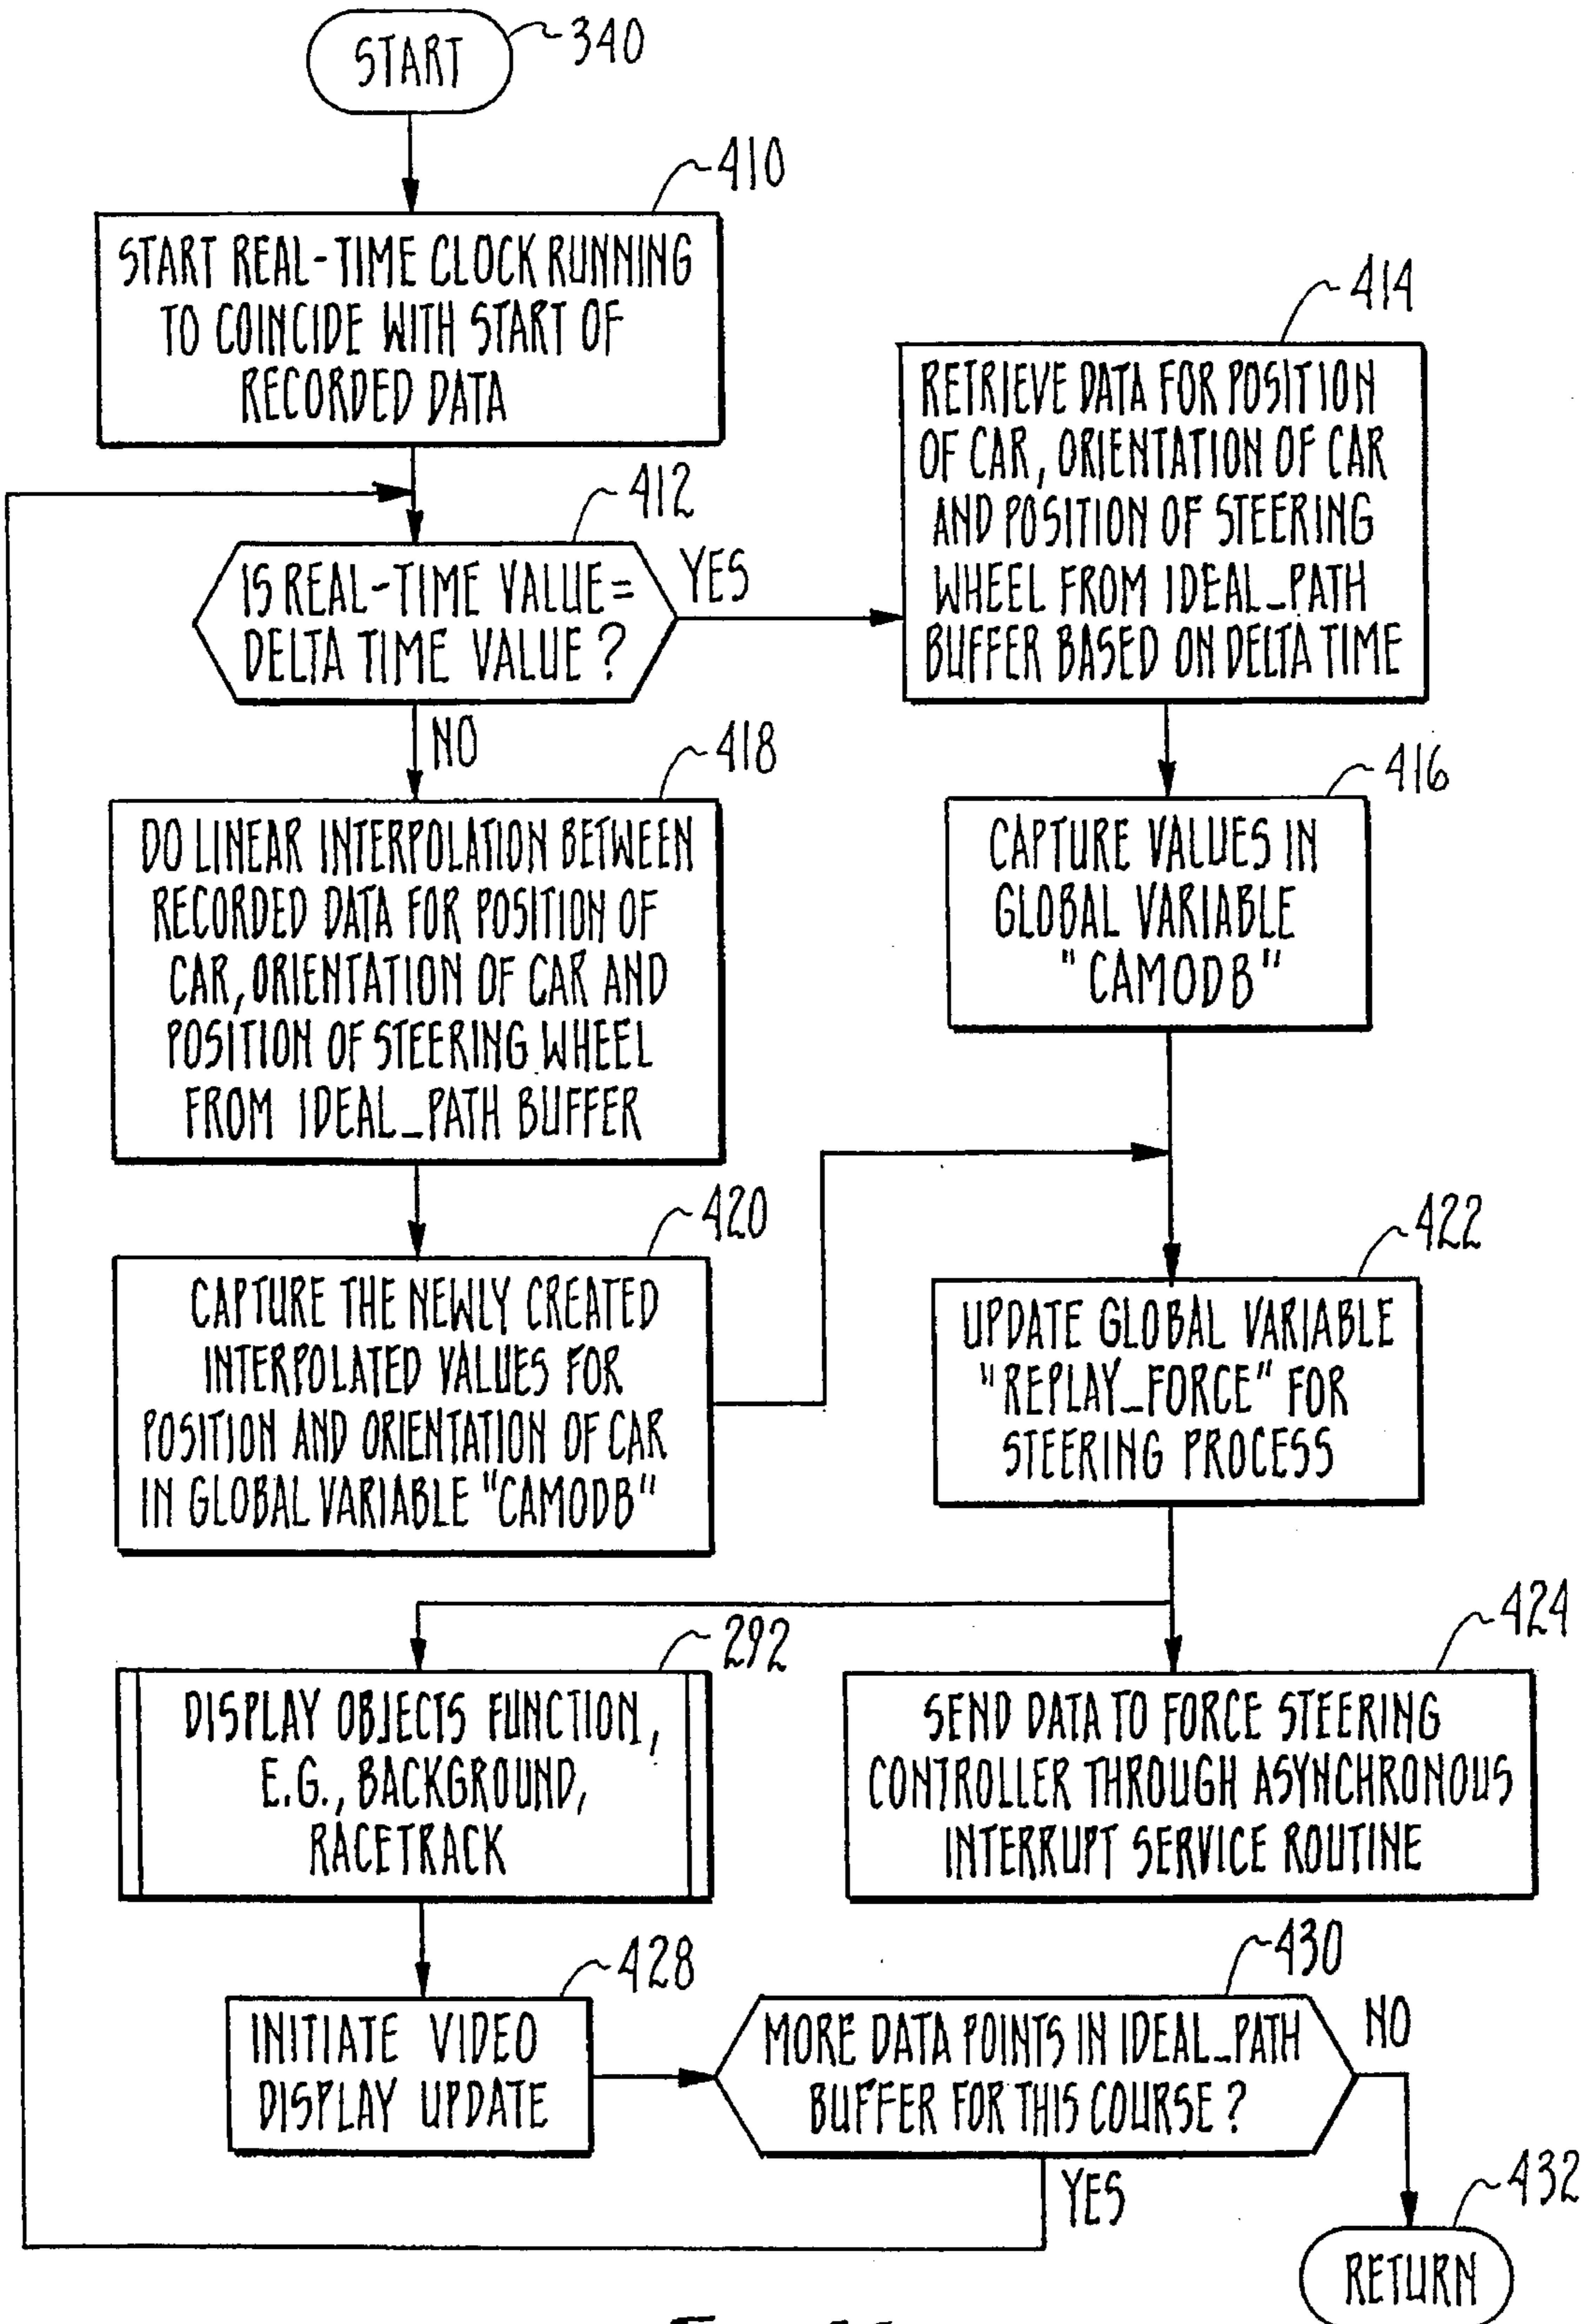 START
340
410
START REAL-TIME CLOCK RUNNING
TO COINCIDE WITH START OF
RECORDED DATA
412
IS REAL-TIME VALUE =
DELTA TIME VALUE ?
YES
NO
414
RETRIEVE DATA FOR POSITION
OF CAR, ORIENTATION OF CAR
AND POSITION OF STEERING
WHEEL FROM IDEAL_PATH
BUFFER BASED ON DELTA TIME
416
CAPTURE VALUES IN
GLOBAL VARIABLE
"CAMODB"
418
DO LINEAR INTERPOLATION BETWEEN
RECORDED DATA FOR POSITION OF
CAR, ORIENTATION OF CAR AND
POSITION OF STEERING WHEEL
FROM IDEAL_PATH BUFFER
420
CAPTURE THE NEWLY CREATED
INTERPOLATED VALUES FOR
POSITION AND ORIENTATION OF CAR
IN GLOBAL VARIABLE "CAMODB"
422
UPDATE GLOBAL VARIABLE
"REPLAY_FORCE" FOR
STEERING PROCESS
292
DISPLAY OBJECTS FUNCTION,
E.G., BACKGROUND,
RACETRACK
424
SEND DATA TO FORCE STEERING
CONTROLLER THROUGH ASYNCHRONOUS
INTERRUPT SERVICE ROUTINE
428
INITIATE VIDEO
DISPLAY UPDATE
430
MORE DATA POINTS IN IDEAL_PATH
BUFFER FOR THIS COURSE ?
NO
YES
432
RETURN